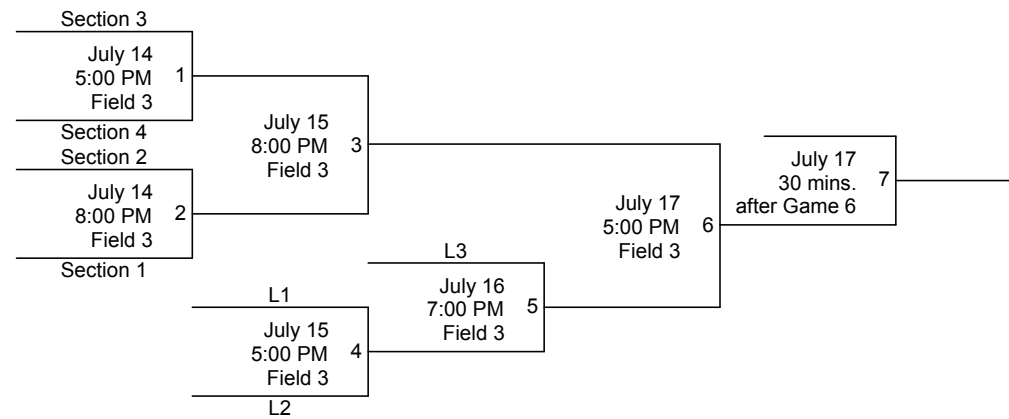 Section 3
July 14
5:00 PM
Field 3
1
Section 4
Section 2
July 14
8:00 PM
Field 3
2
Section 1
July 15
8:00 PM
Field 3
3
L1
July 15
5:00 PM
Field 3
4
L2
L3
July 16
7:00 PM
Field 3
5
July 17
5:00 PM
Field 3
6
July 17
30 mins.
after Game 6
7